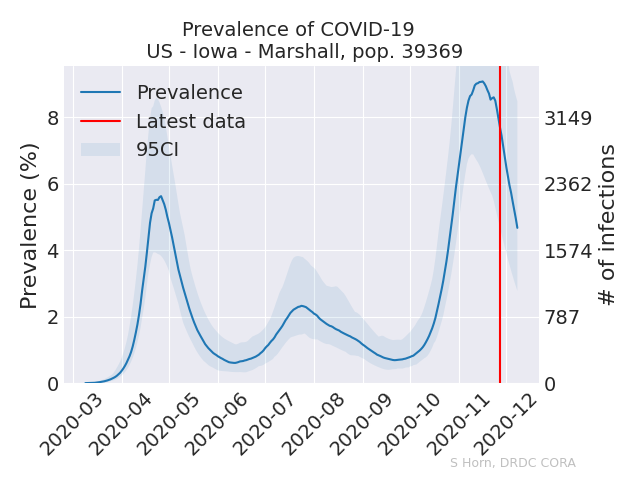 Prevalence of COVID-19
US - Iowa - Marshall, pop. 39369
Prevalence
Latest data
95CI
Prevalence (%)
8
6
4
2
0
3149
2362
1574
787
0
# of infections
2020-03
2020-04
2020-05
2020-06
2020-07
2020-08
2020-09
2020-10
2020-11
2020-12
S Horn, DRDC CORA